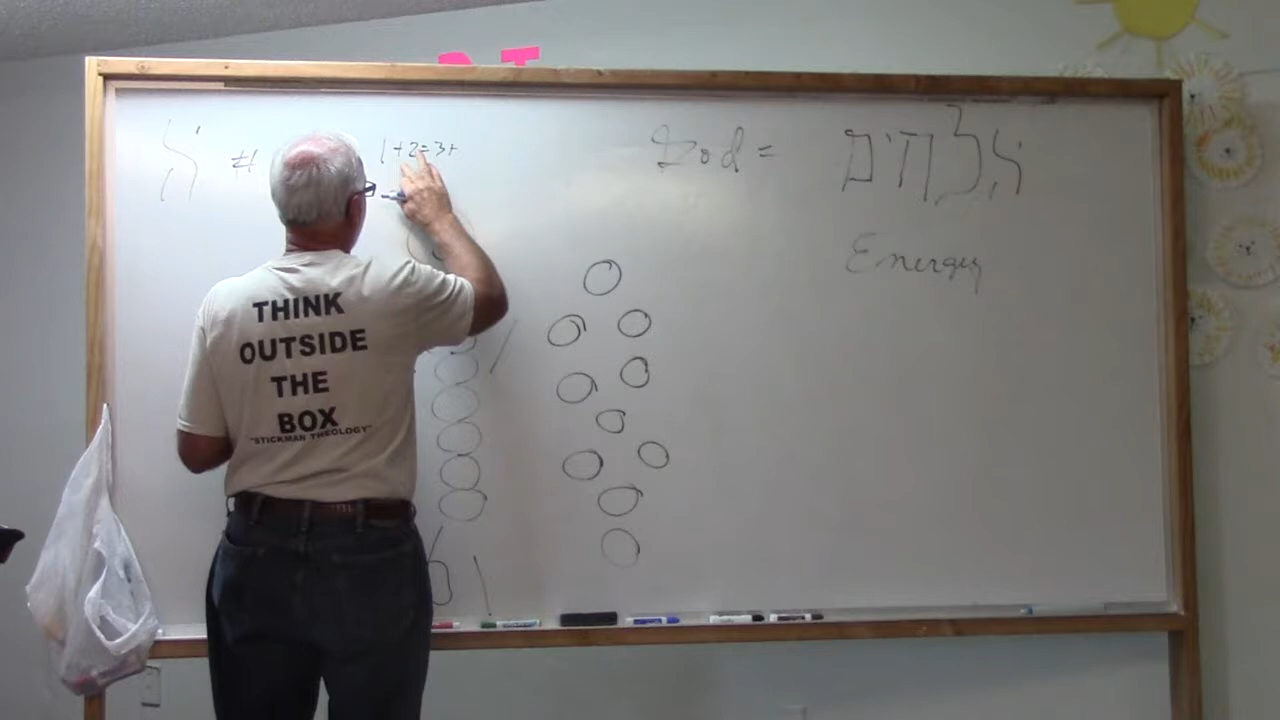 א # 1+2=3+
God = אלהים
Energy
THINK
OUTSIDE
THE
BOX
"STICKMAN THEOLOGY"